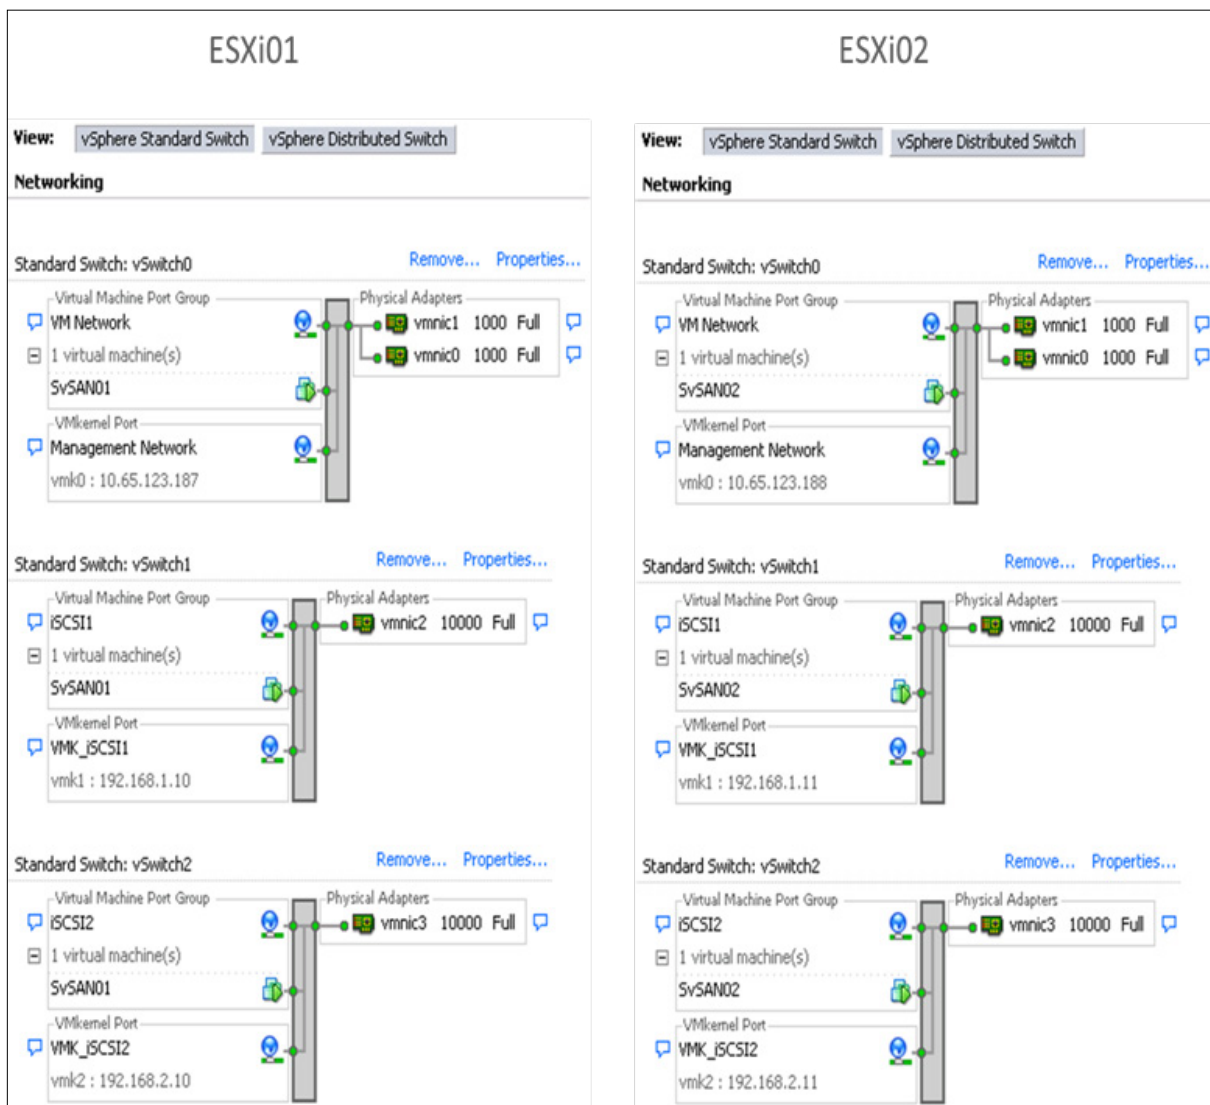 ESXi01
View: vSphere Standard Switch vSphere Distributed Switch
Networking
Standard Switch: vSwitch0 Remove... Properties...
Virtual Machine Port Group Physical Adapters
VM Network vmnic1 1000 Full
1 virtual machine(s) vmnic0 1000 Full
SvSAN01
VMkernel Port
Management Network
vmk0 : 10.65.123.187
Standard Switch: vSwitch1 Remove... Properties...
Virtual Machine Port Group Physical Adapters
iSCSI1 vmnic2 10000 Full
1 virtual machine(s)
SvSAN01
VMkernel Port
VMK_iSCSI1
vmk1 : 192.168.1.10
Standard Switch: vSwitch2 Remove... Properties...
Virtual Machine Port Group Physical Adapters
iSCSI2 vmnic3 10000 Full
1 virtual machine(s)
SvSAN01
VMkernel Port
VMK_iSCSI2
vmk2 : 192.168.2.10
ESXi02
View: vSphere Standard Switch vSphere Distributed Switch
Networking
Standard Switch: vSwitch0 Remove... Properties...
Virtual Machine Port Group Physical Adapters
VM Network vmnic1 1000 Full
1 virtual machine(s) vmnic0 1000 Full
SvSAN02
VMkernel Port
Management Network
vmk0 : 10.65.123.188
Standard Switch: vSwitch1 Remove... Properties...
Virtual Machine Port Group Physical Adapters
iSCSI1 vmnic2 10000 Full
1 virtual machine(s)
SvSAN02
VMkernel Port
VMK_iSCSI1
vmk1 : 192.168.1.11
Standard Switch: vSwitch2 Remove... Properties...
Virtual Machine Port Group Physical Adapters
iSCSI2 vmnic3 10000 Full
1 virtual machine(s)
SvSAN02
VMkernel Port
VMK_iSCSI2
vmk2 : 192.168.2.11